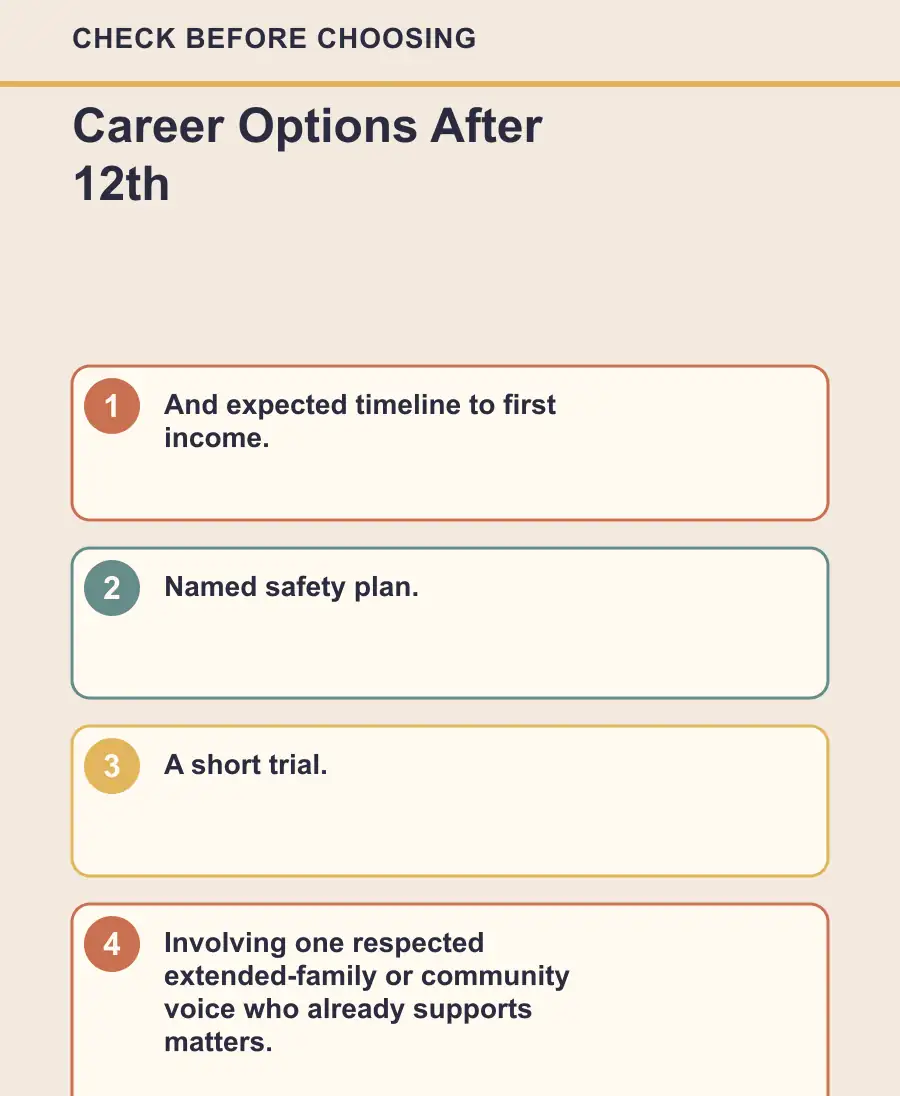 CHECK BEFORE CHOOSING
Career Options After
12th
1
And expected timeline to first
income.
2
Named safety plan.
3
A short trial.
4
Involving one respected
extended-family or community
voice who already supports
matters.